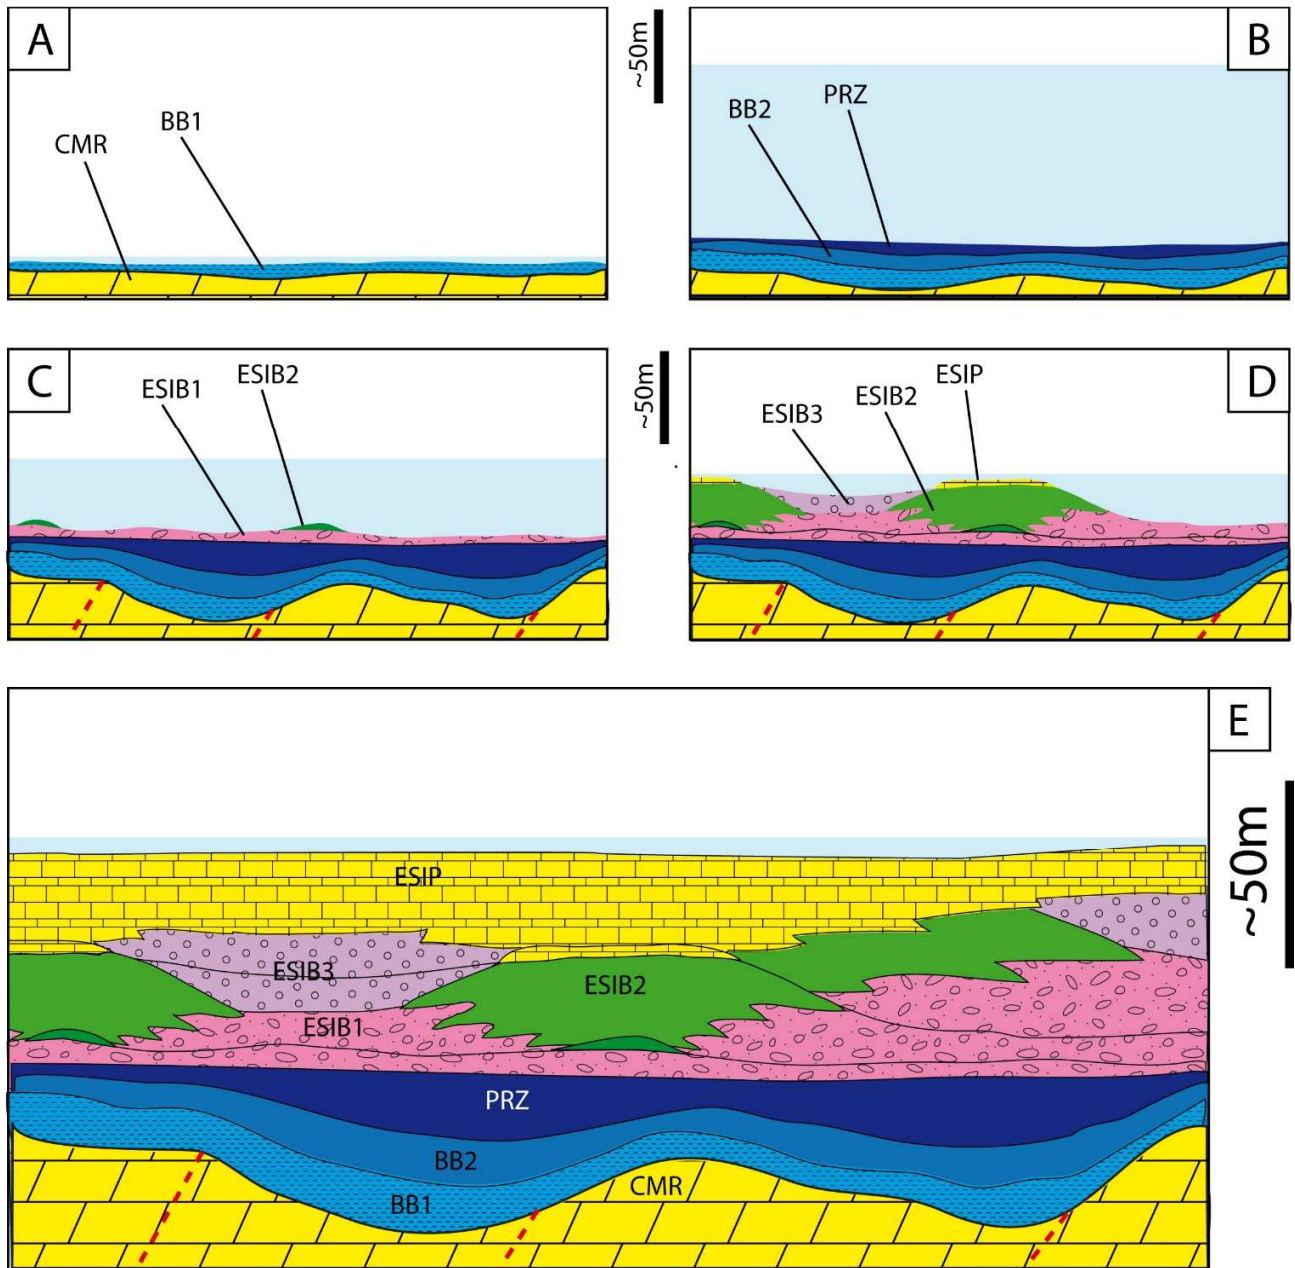 A
CMR
BB1
~50m
B
BB2
PRZ
C
ESIB1
ESIB2
~50m
D
ESIB3
ESIB2
ESIP
E
~50m
ESIP
ESIB3
ESIB2
ESIB1
PRZ
BB2
CMR
BB1